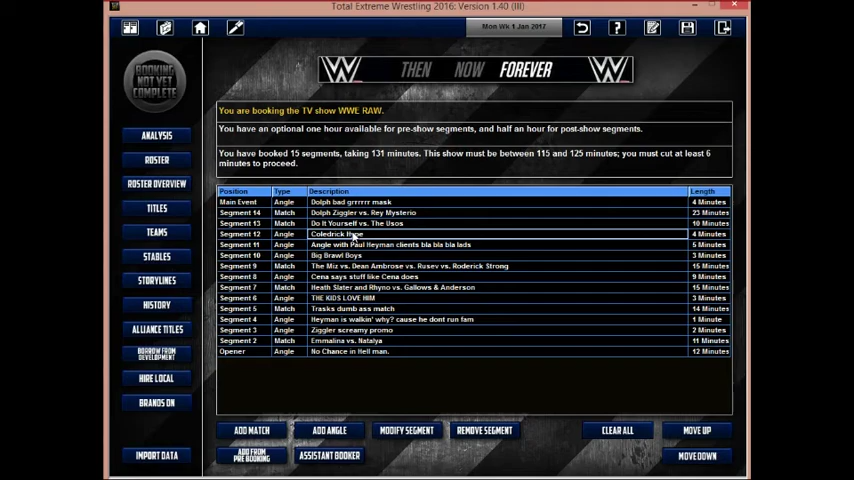 Total Extreme Wrestling 2016: Version 1.40 (III)
Mon Wk 1 Jan 2017
BOOKING
NOT YET
COMPLETE
THEN NOW FOREVER
You are booking the TV show WWE RAW.
You have an optional one hour available for pre-show segments, and half an hour for post-show segments.
You have booked 15 segments, taking 131 minutes. This show must be between 115 and 125 minutes; you must cut at least 6
minutes to proceed.
ANALYSIS
ROSTER
ROSTER OVERVIEW
TITLES
TEAMS
STABLES
STORYLINES
HISTORY
ALLIANCE TITLES
BORROW FROM
DEVELOPMENT
HIRE LOCAL
BRANDS ON
IMPORT DATA
Position Type Description Length
Main Event Angle Dolph bad grrrrrr mask 4 Minutes
Segment 14 Match Dolph Ziggler vs. Rey Mysterio 23 Minutes
Segment 13 Match Do It Yourself vs. The Usos 10 Minutes
Segment 12 Angle Coledrick 4 Minutes
Segment 11 Angle Angle with Paul Heyman clients bla bla bla lads 5 Minutes
Segment 10 Angle Big Brawl Boys 3 Minutes
Segment 9 Match The Miz vs. Dean Ambrose vs. Rusev vs. Roderick Strong 15 Minutes
Segment 8 Angle Cena says stuff like Cena does 9 Minutes
Segment 7 Match Heath Slater and Rhyno vs. Gallows & Anderson 15 Minutes
Segment 6 Angle THE KIDS LOVE HIM 3 Minutes
Segment 5 Match Trasks dumb ass match 14 Minutes
Segment 4 Angle Heyman is walkin' why? cause he dont run fam 1 Minute
Segment 3 Angle Ziggler screamy promo 2 Minutes
Segment 2 Match Emmalina vs. Natalya 11 Minutes
Opener Angle No Chance in Hell man. 12 Minutes
ADD MATCH ADD ANGLE MODIFY SEGMENT REMOVE SEGMENT CLEAR ALL MOVE UP
ADD FROM
PRE BOOKING
ASSISTANT BOOKER MOVE DOWN